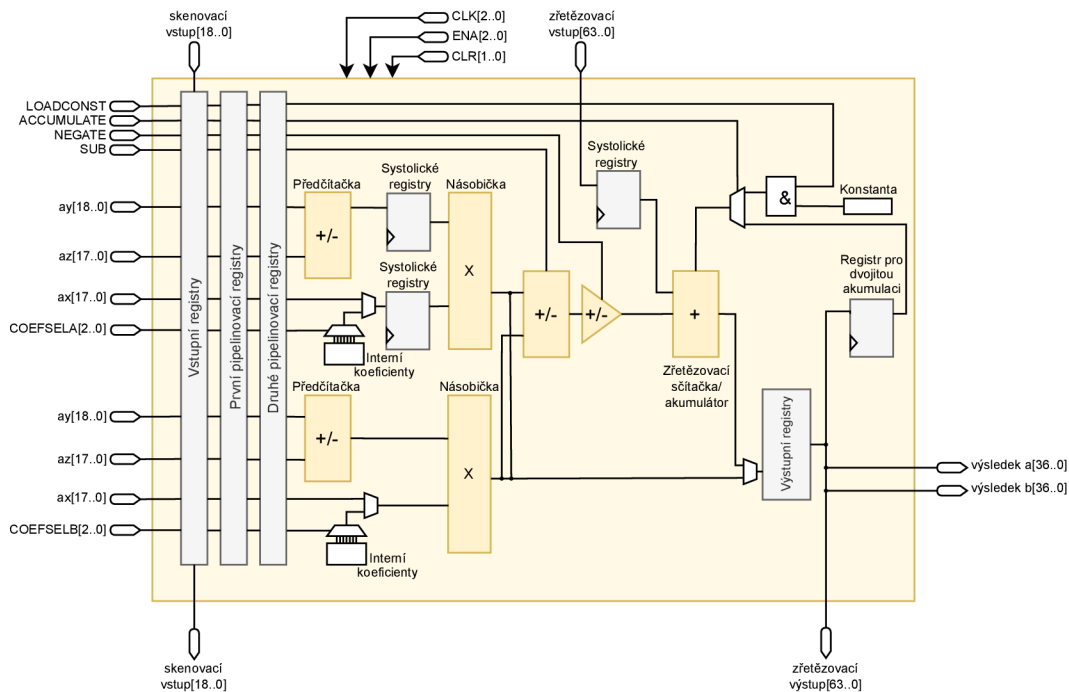 skenovací
vstup[18..0]
CLK[2..0]
ENA[2..0]
CLR[1..0]
zřetězovací
vstup[63..0]
LOADCONST
ACCUMULATE
NEGATE
SUB
Systolické
registry
Předčítačka
Systolické
registry
Násobička
&
Konstanta
ay[18..0]
+/-
az[17..0]
X
Systolické
registry
Registr pro
dvojitou
akumulaci
ax[17..0]
COEFSELA[2..0]
+/-
+/-
+
Interní
koeficienty
Vstupní registry
První pipelinovací registry
Druhé pipelinovací registry
Zřetězovací
sčítačka/
akumulátor
Předčítačka
Násobička
ay[18..0]
+/-
az[17..0]
X
Výstupní registry
výsledek a[36..0]
výsledek b[36..0]
ax[17..0]
COEFSELB[2..0]
Interní
koeficienty
skenovací
vstup[18..0]
zřetězovací
výstup[63..0]